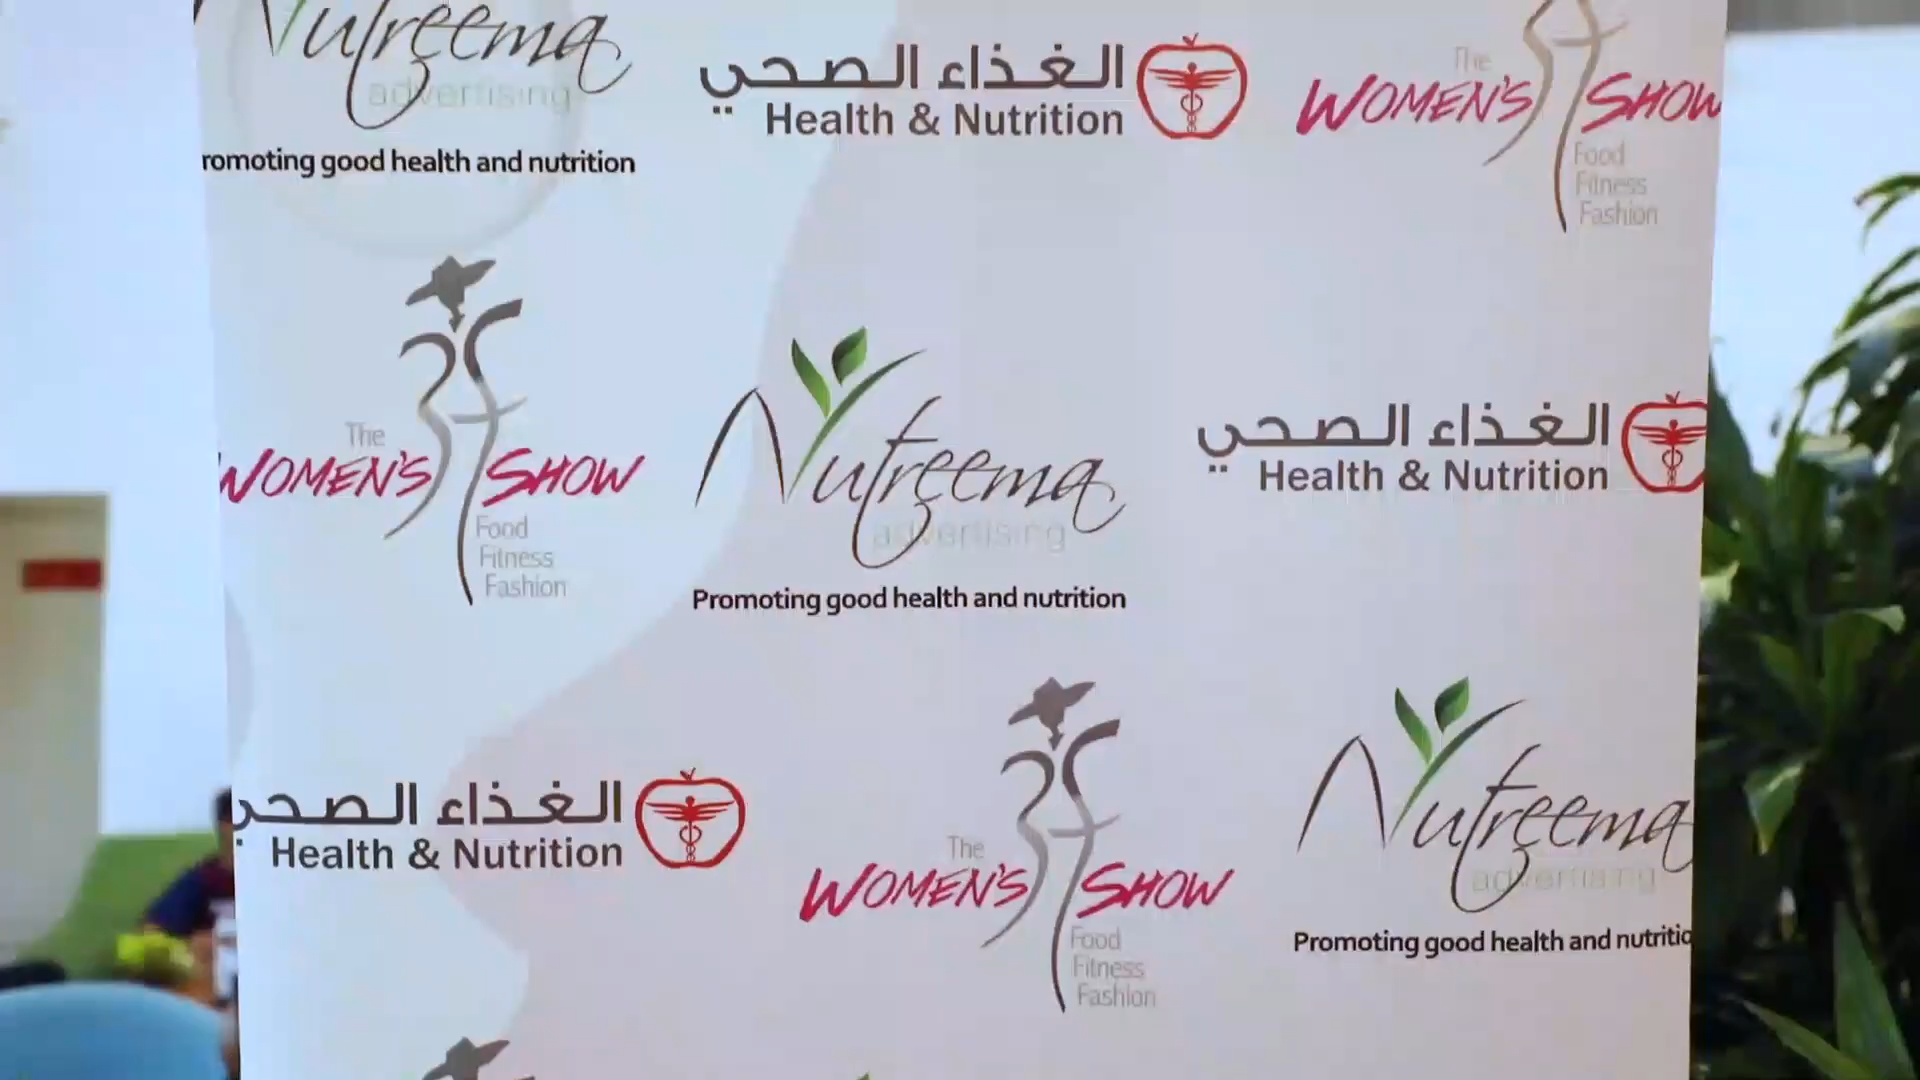 Nutreema
advertising
romoting good health and nutrition
الغذاء الصحي
Health & Nutrition
The
WOMEN'S SHOW
Food
Fitness
Fashion
The
WOMEN'S SHOW
Food
Fitness
Fashion
Nutreema
advertising
Promoting good health and nutrition
الغذاء الصحي
Health & Nutrition
الغذاء الصحي
Health & Nutrition
The
WOMEN'S SHOW
Food
Fitness
Fashion
Nutreema
advertising
Promoting good health and nutritio